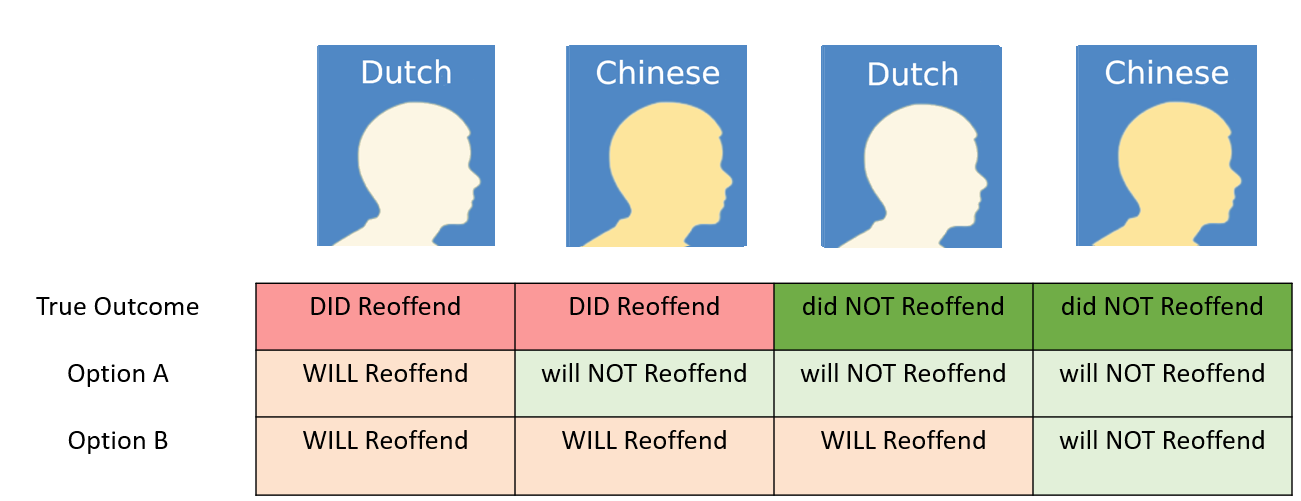 Dutch Chinese Dutch Chinese
True Outcome DID Reoffend DID Reoffend did NOT Reoffend did NOT Reoffend
Option A WILL Reoffend will NOT Reoffend will NOT Reoffend will NOT Reoffend
Option B WILL Reoffend WILL Reoffend WILL Reoffend will NOT Reoffend